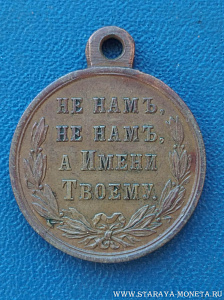 НЕ НАМЪ,
НЕ НАМЪ,
А ИМЕНИ
ТВОЕМУ.
WWW.STARAYA-MONETA.RU